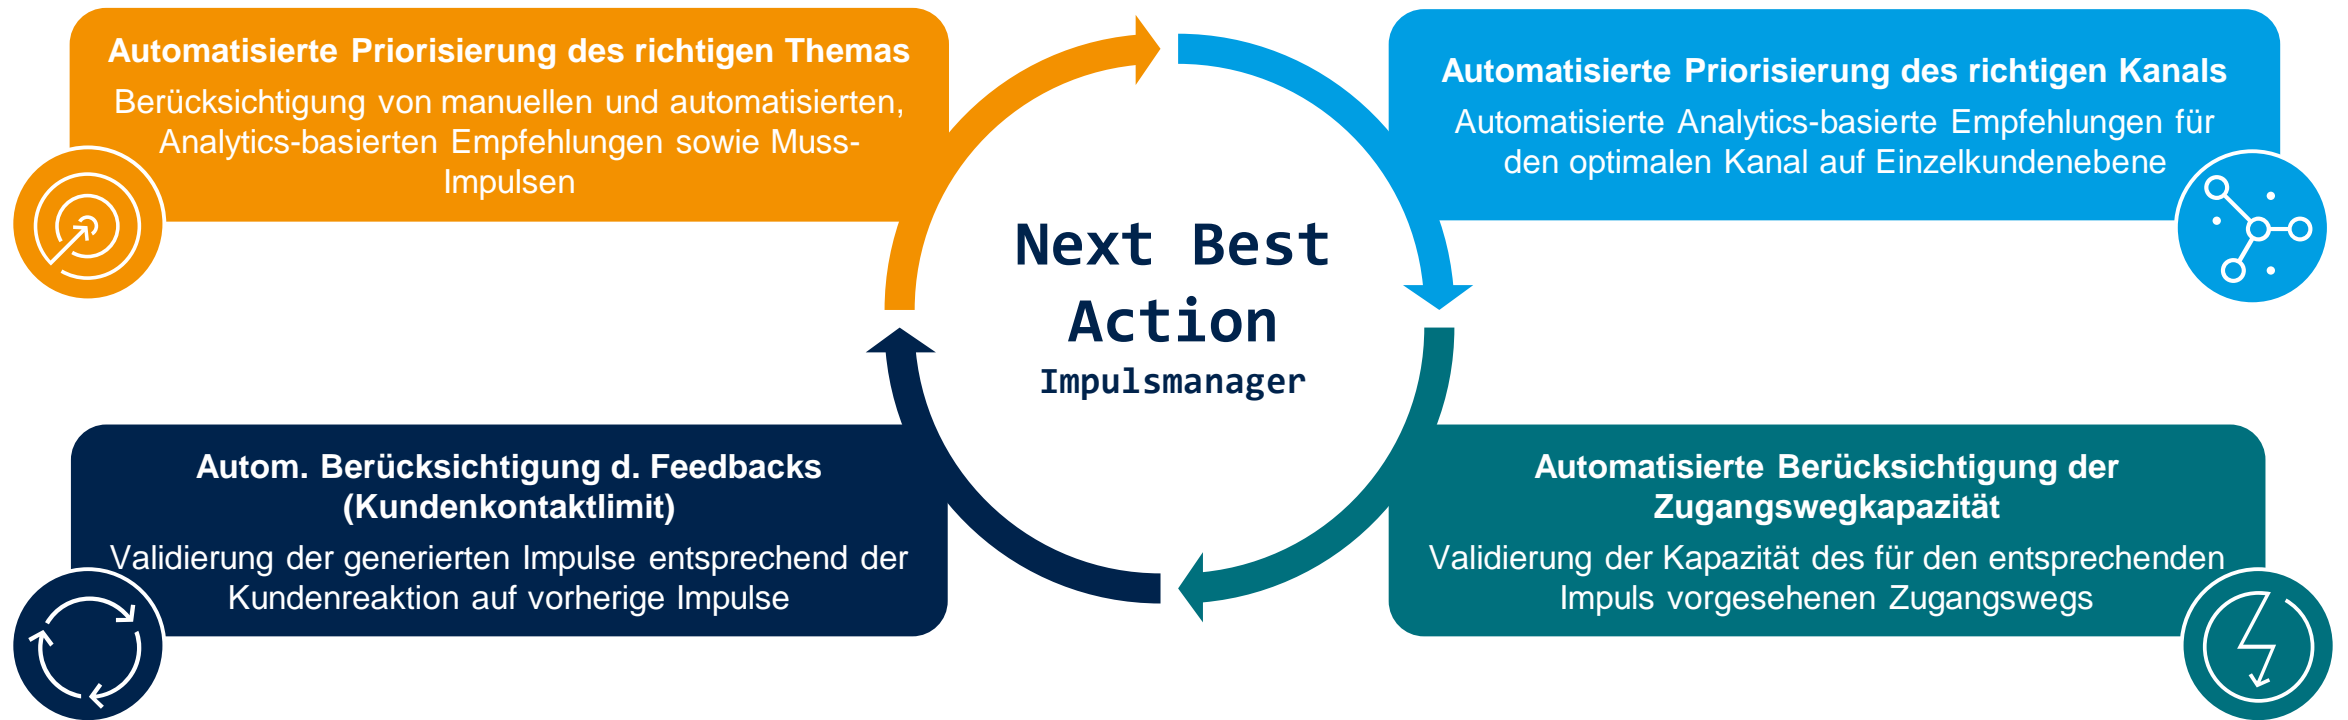 Automatisierte Priorisierung des richtigen Themas
Berücksichtigung von manuellen und automatisierten,
Analytics-basierten Empfehlungen sowie Muss-
Impulsen
Automatisierte Priorisierung des richtigen Kanals
Automatisierte Analytics-basierte Empfehlungen für
den optimalen Kanal auf Einzelkundenebene
Next Best
Action
Impulsmanager
Autom. Berücksichtigung d. Feedbacks
(Kundenkontaktlimit)
Validierung der generierten Impulse entsprechend der
Kundenreaktion auf vorherige Impulse
Automatisierte Berücksichtigung der
Zugangswegkapazität
Validierung der Kapazität des für den entsprechenden
Impuls vorgesehenen Zugangswegs